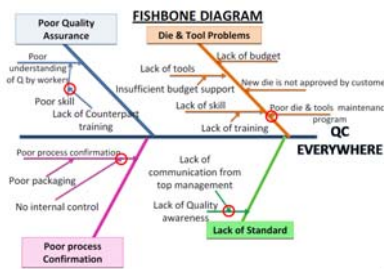 FISHBONE DIAGRAM
Poor Quality
Assurance
Die & Tool Problems
Poor
understanding
of Q by workers
Poor skill
Lack of Counterpart
training
Lack of budget
Lack of tools
Insufficient budget support
New die is not approved by custome
Lack of skill
Poor die & tools maintenanc
program
Lack of training
QC
EVERYWHERE
Poor process confirmation
Poor packaging
No internal control
Poor process
Confirmation
Lack of
communication from
top management
Lack of Quality
awareness
Lack of Standard